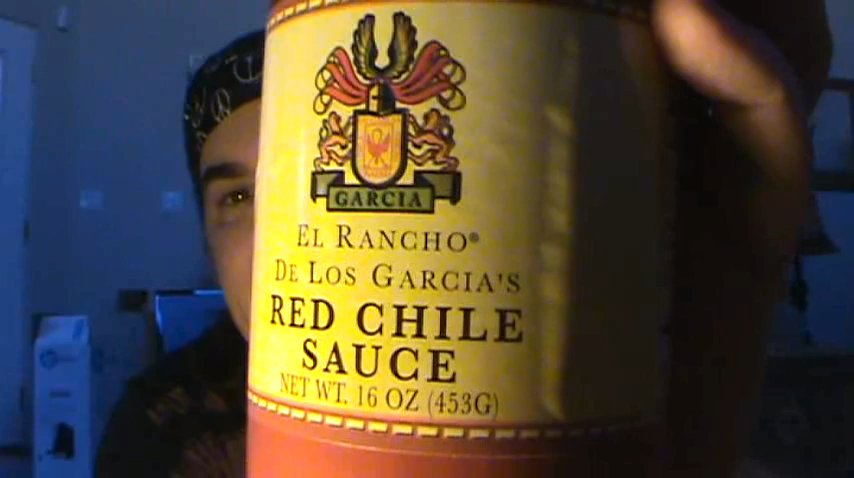 GARCIA
EL RANCHO®
DE LOS GARCIA'S
RED CHILE
SAUCE
NET WT. 16 OZ (453G)